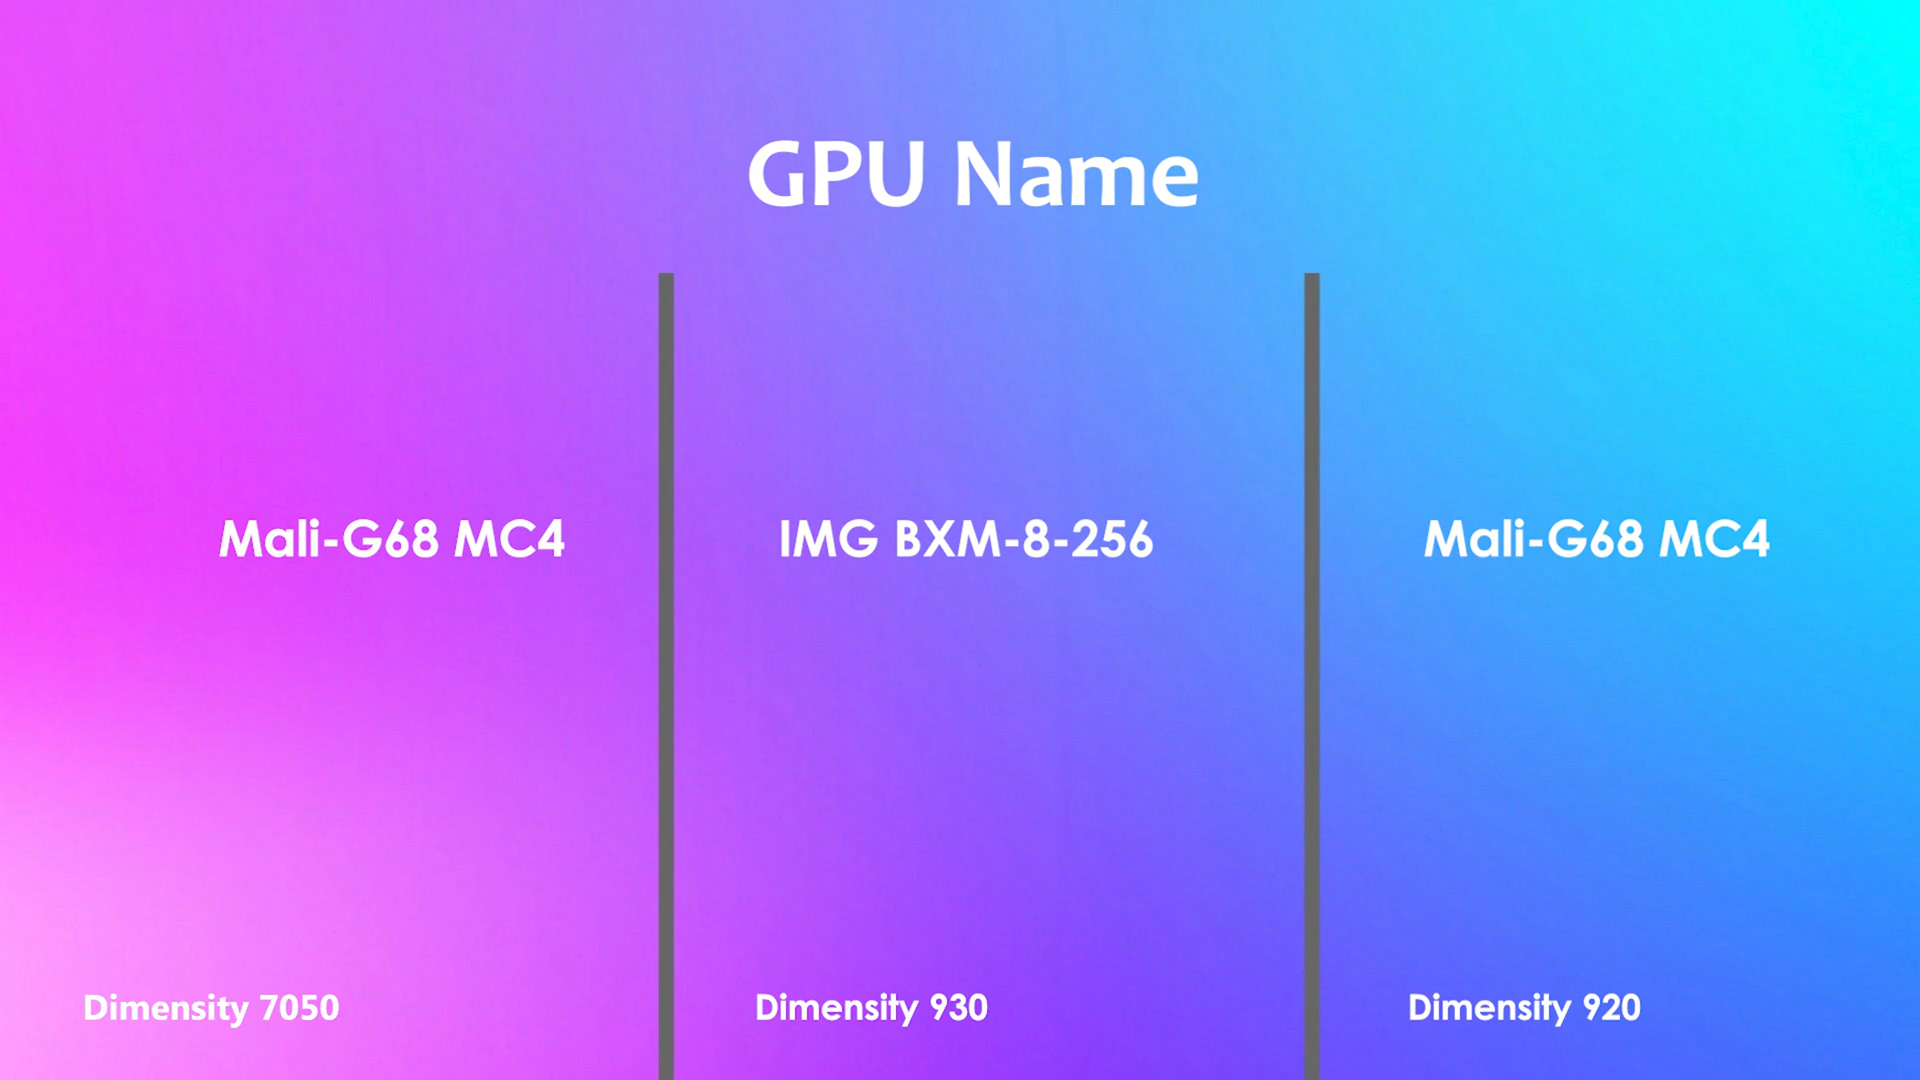 GPU Name
Mali-G68 MC4
IMG BXM-8-256
Mali-G68 MC4
Dimensity 7050
Dimensity 930
Dimensity 920